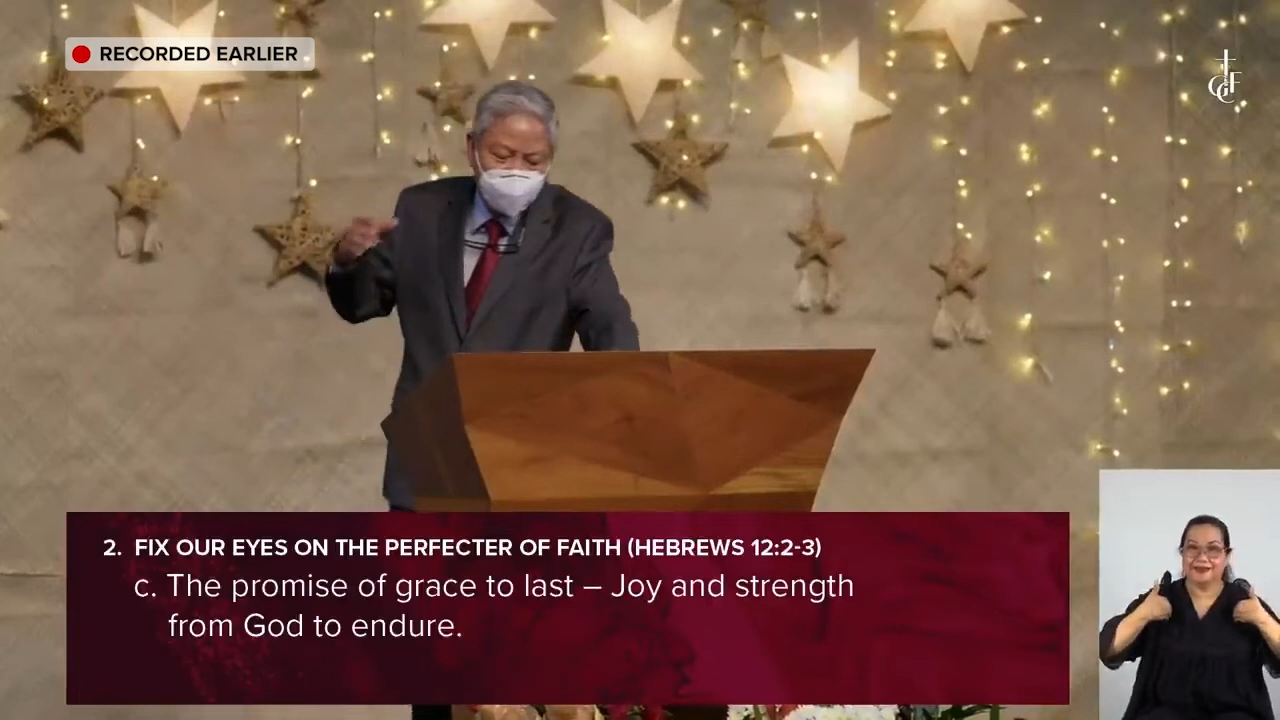 RECORDED EARLIER
2. FIX OUR EYES ON THE PERFECTER OF FAITH (HEBREWS 12:2-3)
c. The promise of grace to last – Joy and strength
from God to endure.